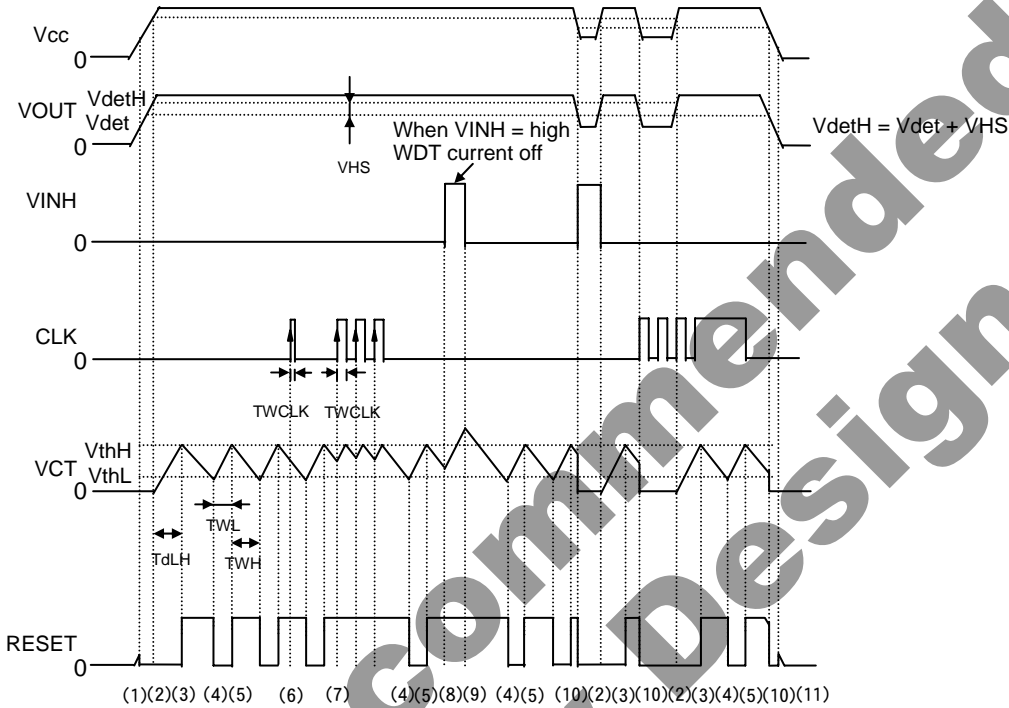 Vcc
0
VOUT
VdetH
Vdet
0
VHS
When VINH = high
WDT current off
VdetH = Vdet + VHS
VINH
0
CLK
0
TWCLK TWCLK
VthH
VCT
VthL
0
TWL
TdLH
TWH
RESET
0
(1)(2)(3) (4)(5) (6) (7) (4)(5)(8)(9) (4)(5) (10)(2)(3)(10)(2)(3)(4)(5)(10)(11)
commended
Design